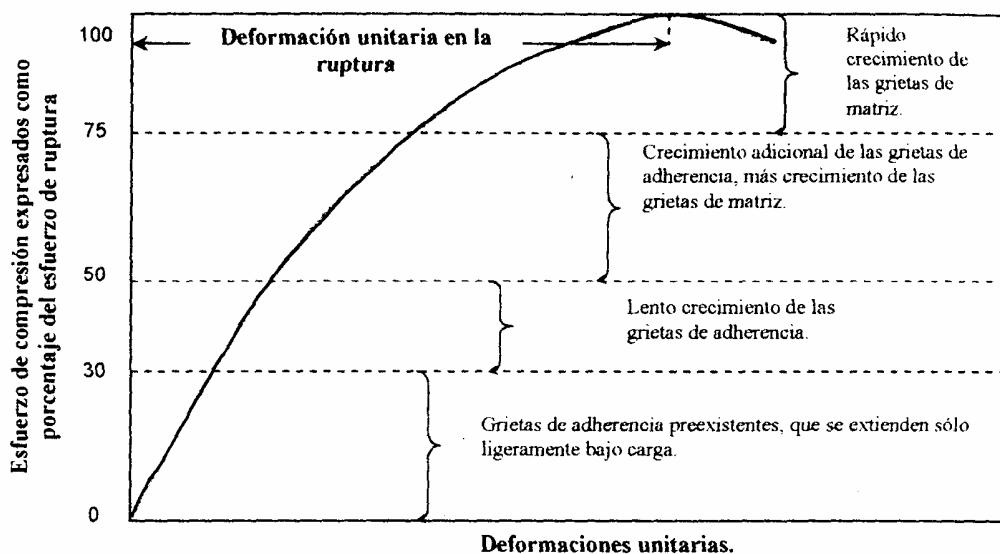 Esfuerzo de compresión expresados como
porcentaje del esfuerzo de ruptura
100
75
50
30
0
Deformación unitaria en la
ruptura
Rápido
crecimiento de
las grietas de
matriz.
Crecimiento adicional de las grietas de
adherencia, más crecimiento de las
grietas de matriz.
Lento crecimiento de las
grietas de adherencia.
Grietas de adherencia preexistentes, que se extienden sólo
ligeramente bajo carga.
Deformaciones unitarias.